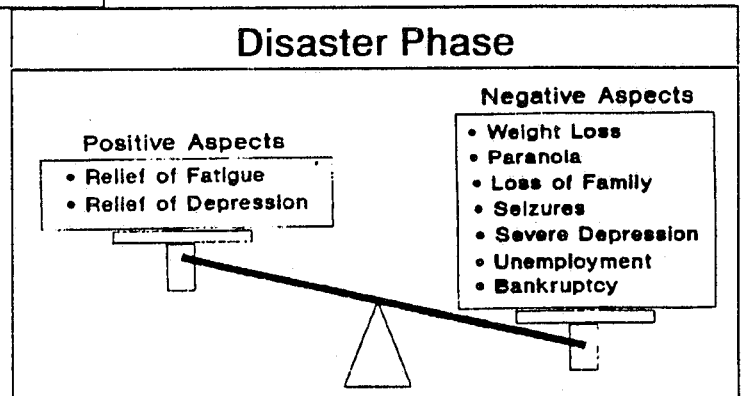 Disaster Phase
Positive Aspects
• Relief of Fatigue
• Relief of Depression
Negative Aspects
• Weight Loss
• Paranoia
• Loss of Family
• Seizures
• Severe Depression
• Unemployment
• Bankruptcy